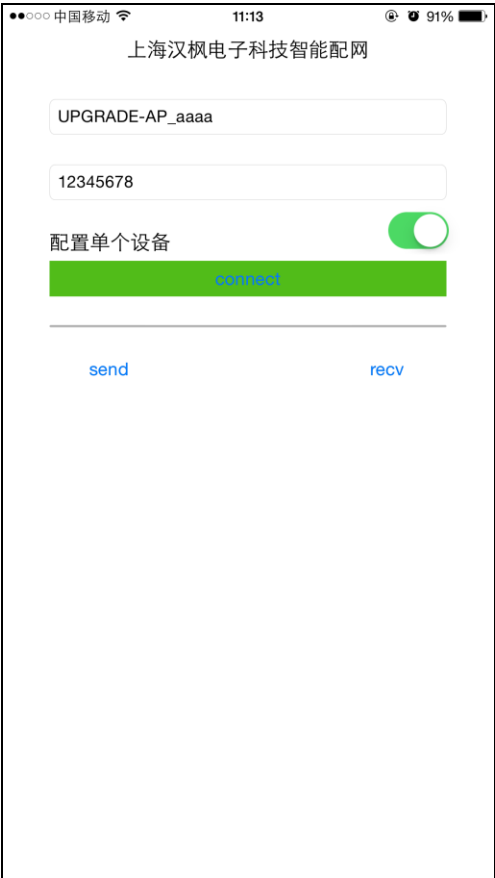 中国移动 11:13 91%
上海汉枫电子科技智能配网
UPGRADE-AP_aaaa
12345678
配置单个设备
connect
send recv